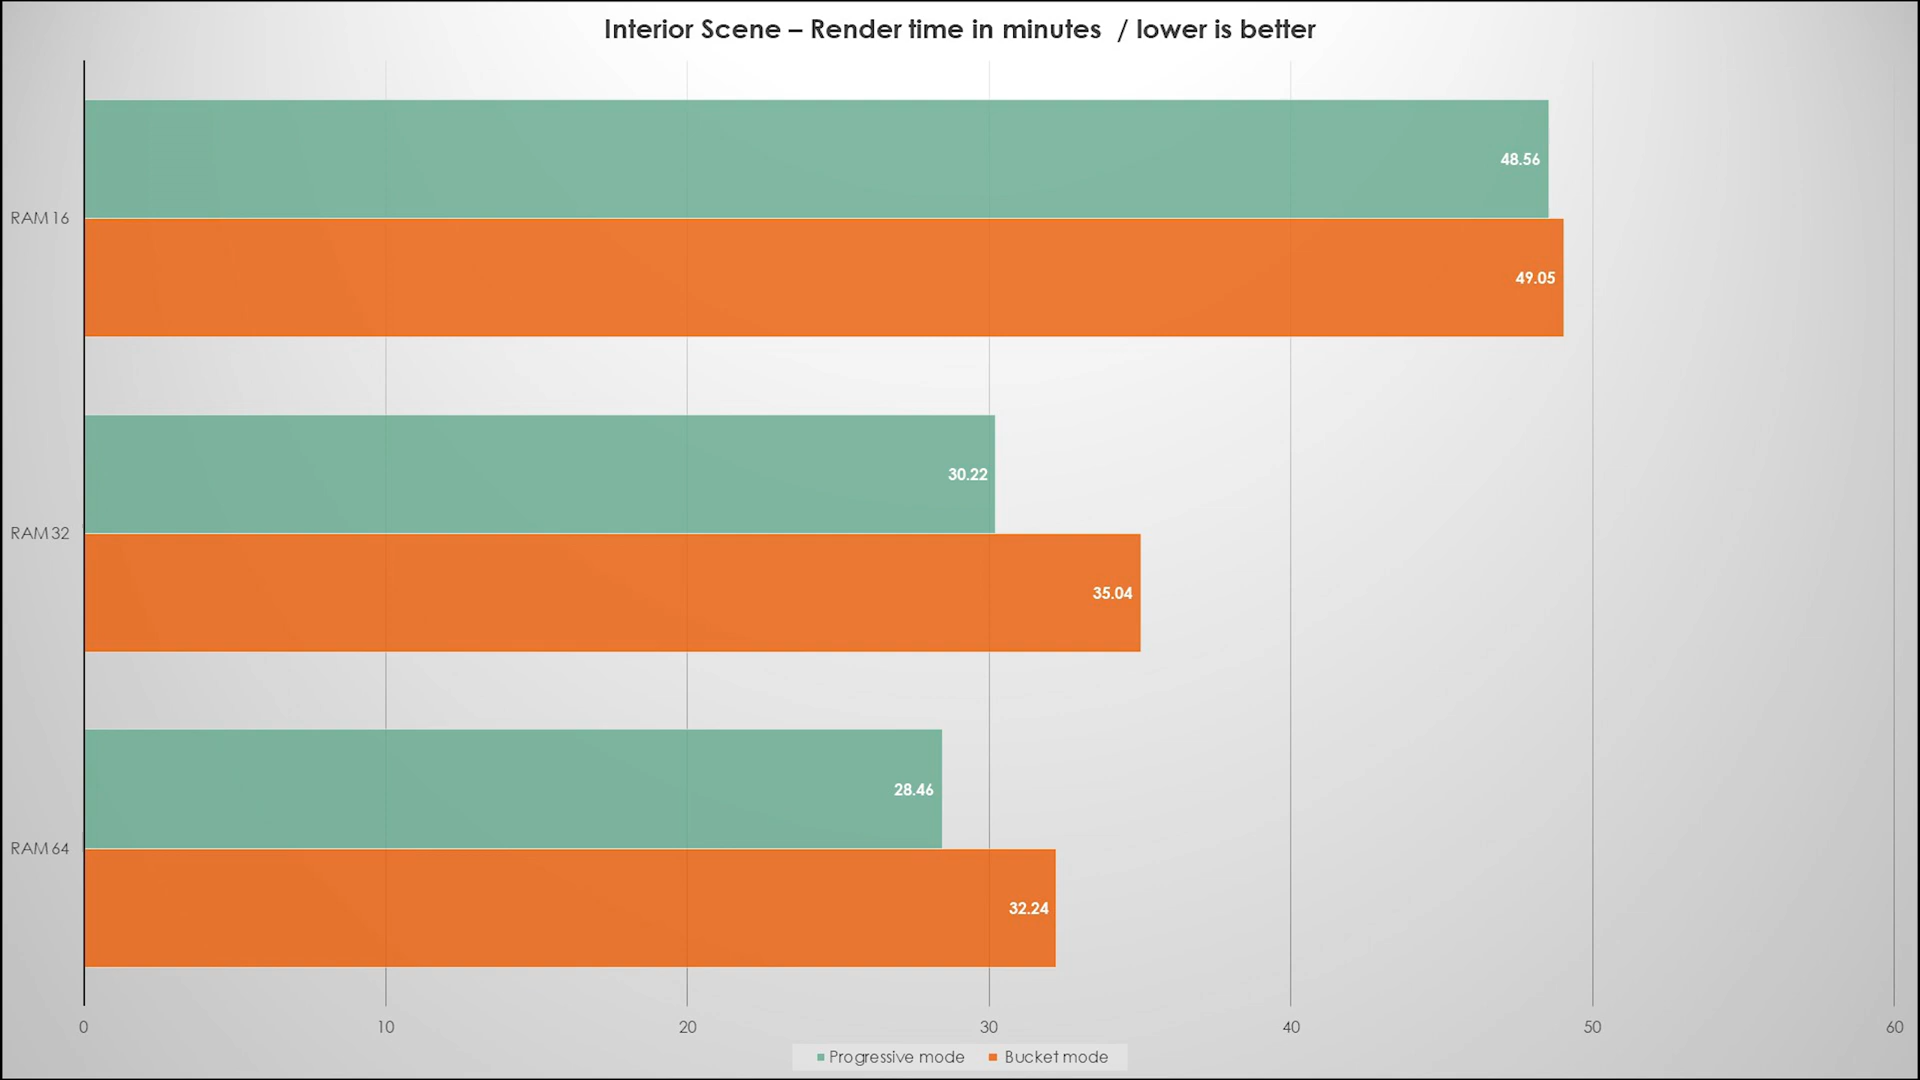 Interior Scene – Render time in minutes / lower is better
48.56
RAM 16
49.05
30.22
RAM 32
35.04
28.46
RAM 64
32.24
0 10 20 30 40 50 60
Progressive mode Bucket mode